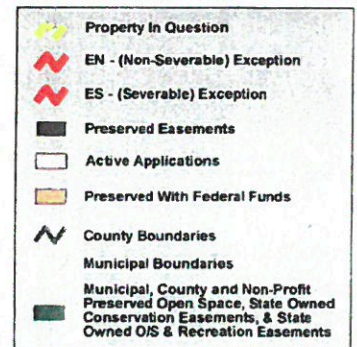 Property In Question
EN - (Non-Severable) Exception
ES - (Severable) Exception
Preserved Easements
Active Applications
Preserved With Federal Funds
County Boundaries
Municipal Boundaries
Municipal, County and Non-Profit
Preserved Open Space, State Owned
Conservation Easements, & State
Owned O/S & Recreation Easements